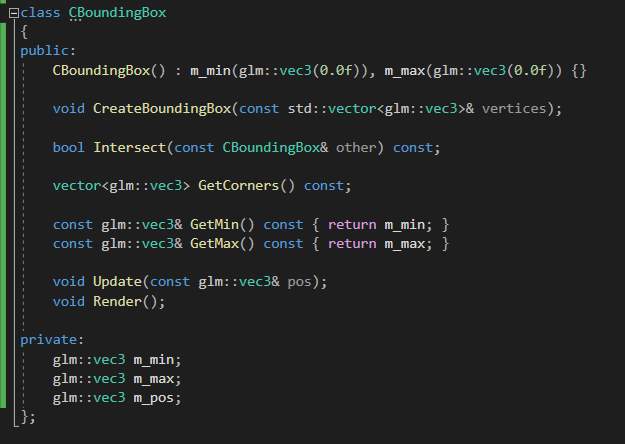 class CBoundingBox
{
public:
CBoundingBox() : m_min(glm::vec3(0.0f)), m_max(glm::vec3(0.0f)) {}
void CreateBoundingBox(const std::vector<glm::vec3>& vertices);
bool Intersect(const CBoundingBox& other) const;
vector<glm::vec3> GetCorners() const;
const glm::vec3& GetMin() const { return m_min; }
const glm::vec3& GetMax() const { return m_max; }
void Update(const glm::vec3& pos);
void Render();
private:
glm::vec3 m_min;
glm::vec3 m_max;
glm::vec3 m_pos;
};